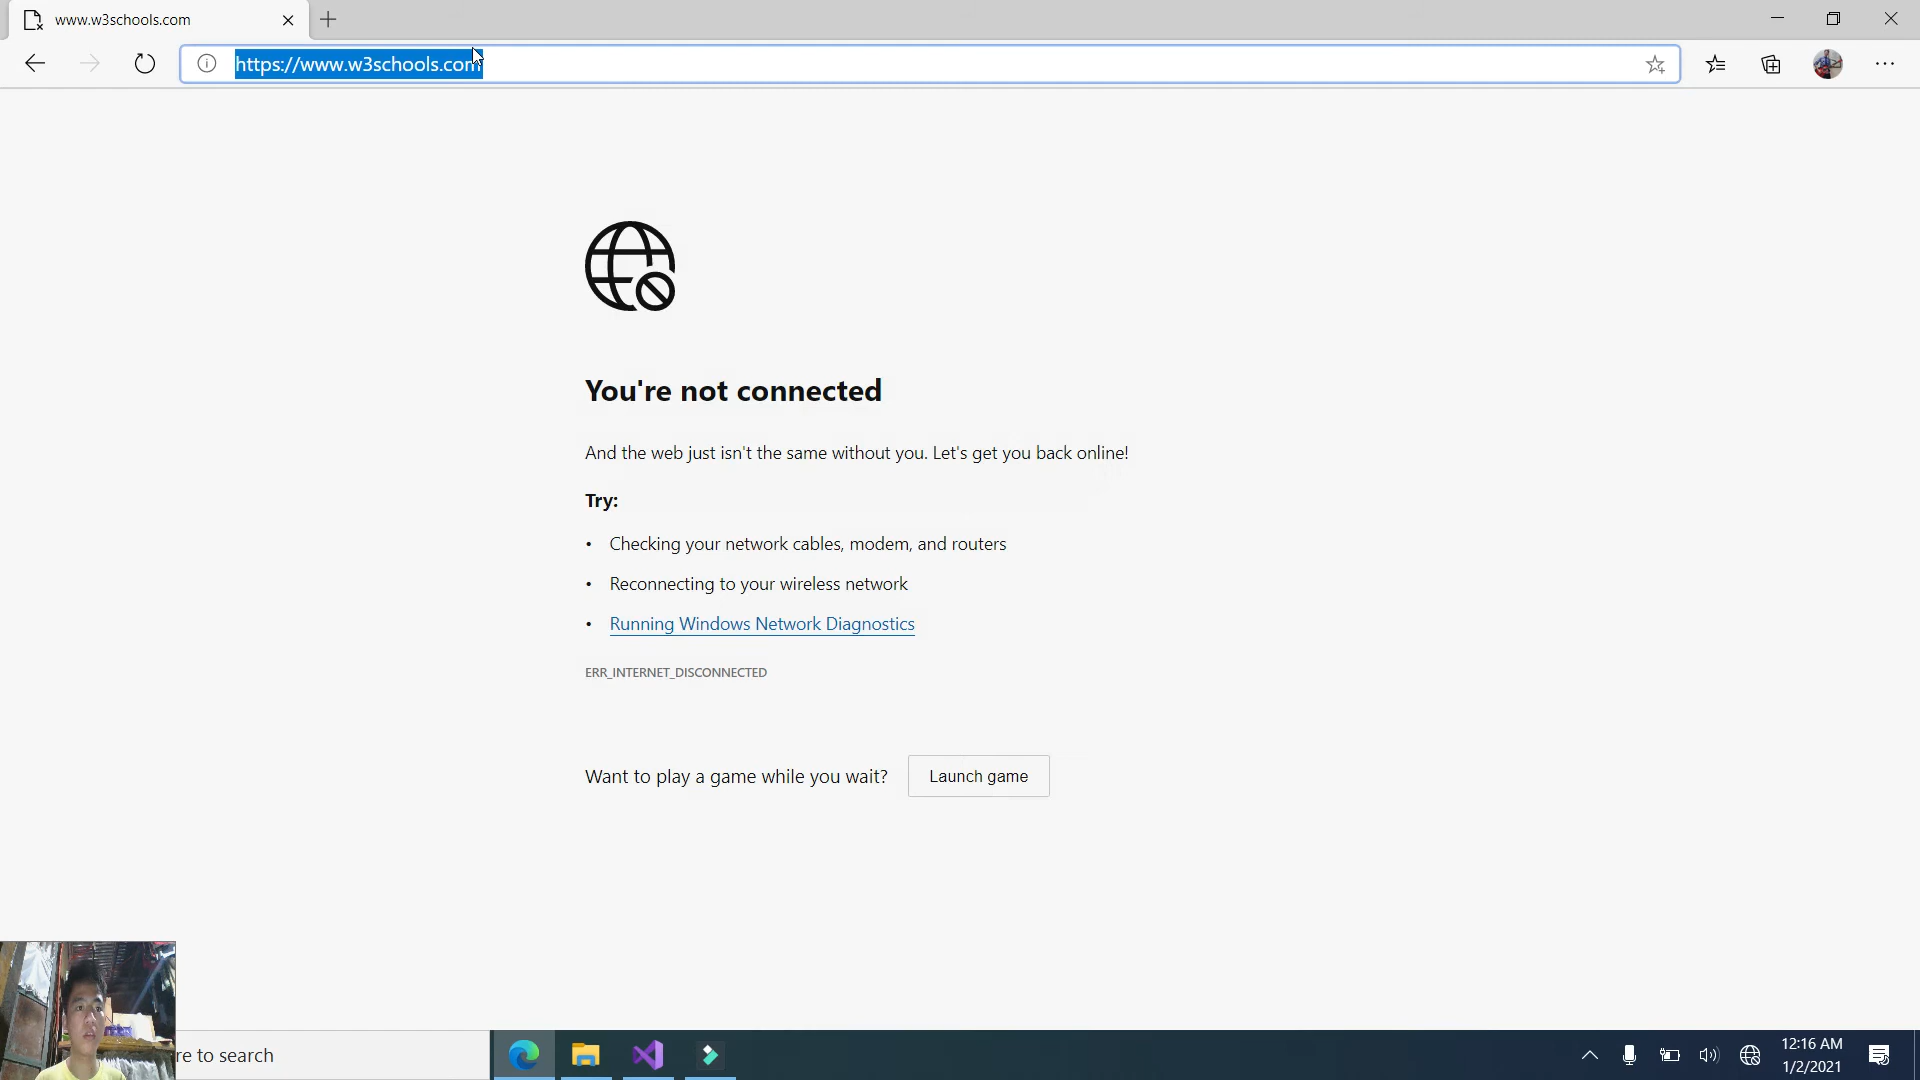 www.w3schools.com
https://www.w3schools.com
You're not connected
And the web just isn't the same without you. Let's get you back online!
Try:
• Checking your network cables, modem, and routers
• Reconnecting to your wireless network
• Running Windows Network Diagnostics
ERR_INTERNET_DISCONNECTED
Want to play a game while you wait?
Launch game
re to search
12:16 AM
1/2/2021